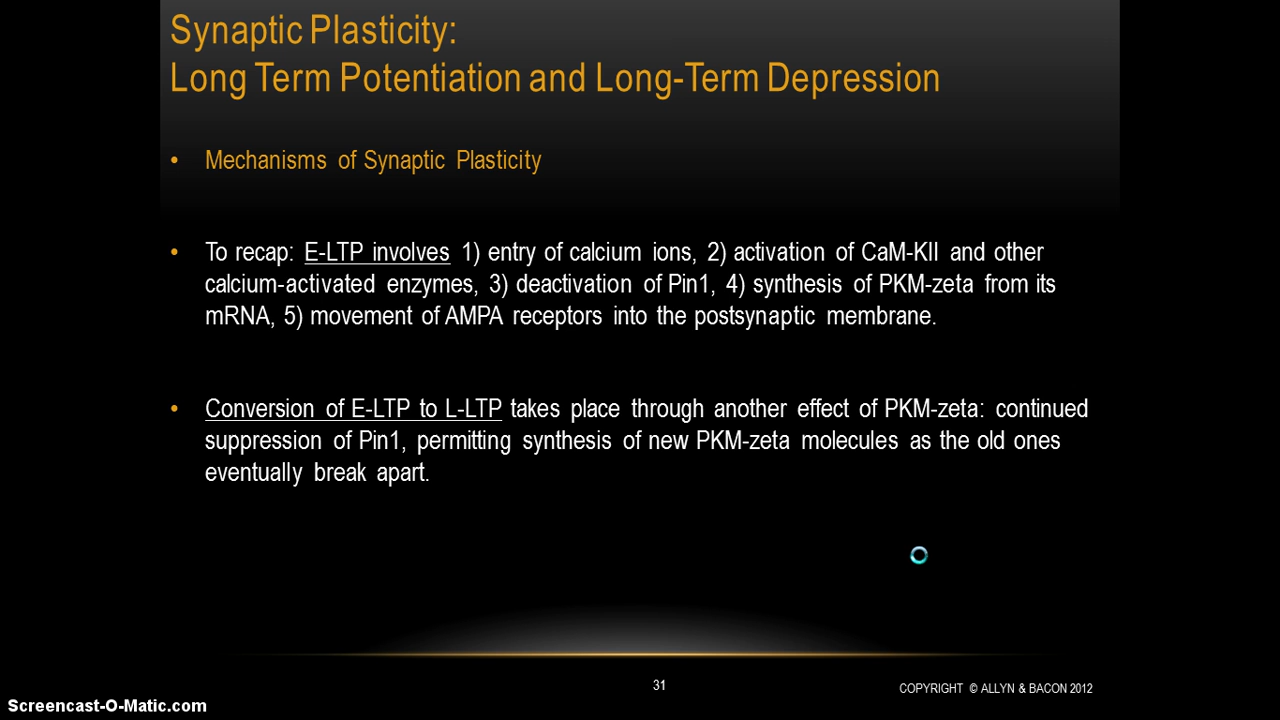 Synaptic Plasticity:
Long Term Potentiation and Long-Term Depression
• Mechanisms of Synaptic Plasticity
• To recap: E-LTP involves 1) entry of calcium ions, 2) activation of CaM-KII and other
calcium-activated enzymes, 3) deactivation of Pin1, 4) synthesis of PKM-zeta from its
mRNA, 5) movement of AMPA receptors into the postsynaptic membrane.
• Conversion of E-LTP to L-LTP takes place through another effect of PKM-zeta: continued
suppression of Pin1, permitting synthesis of new PKM-zeta molecules as the old ones
eventually break apart.
31
COPYRIGHT © ALLYN & BACON 2012
Screencast-O-Matic.com